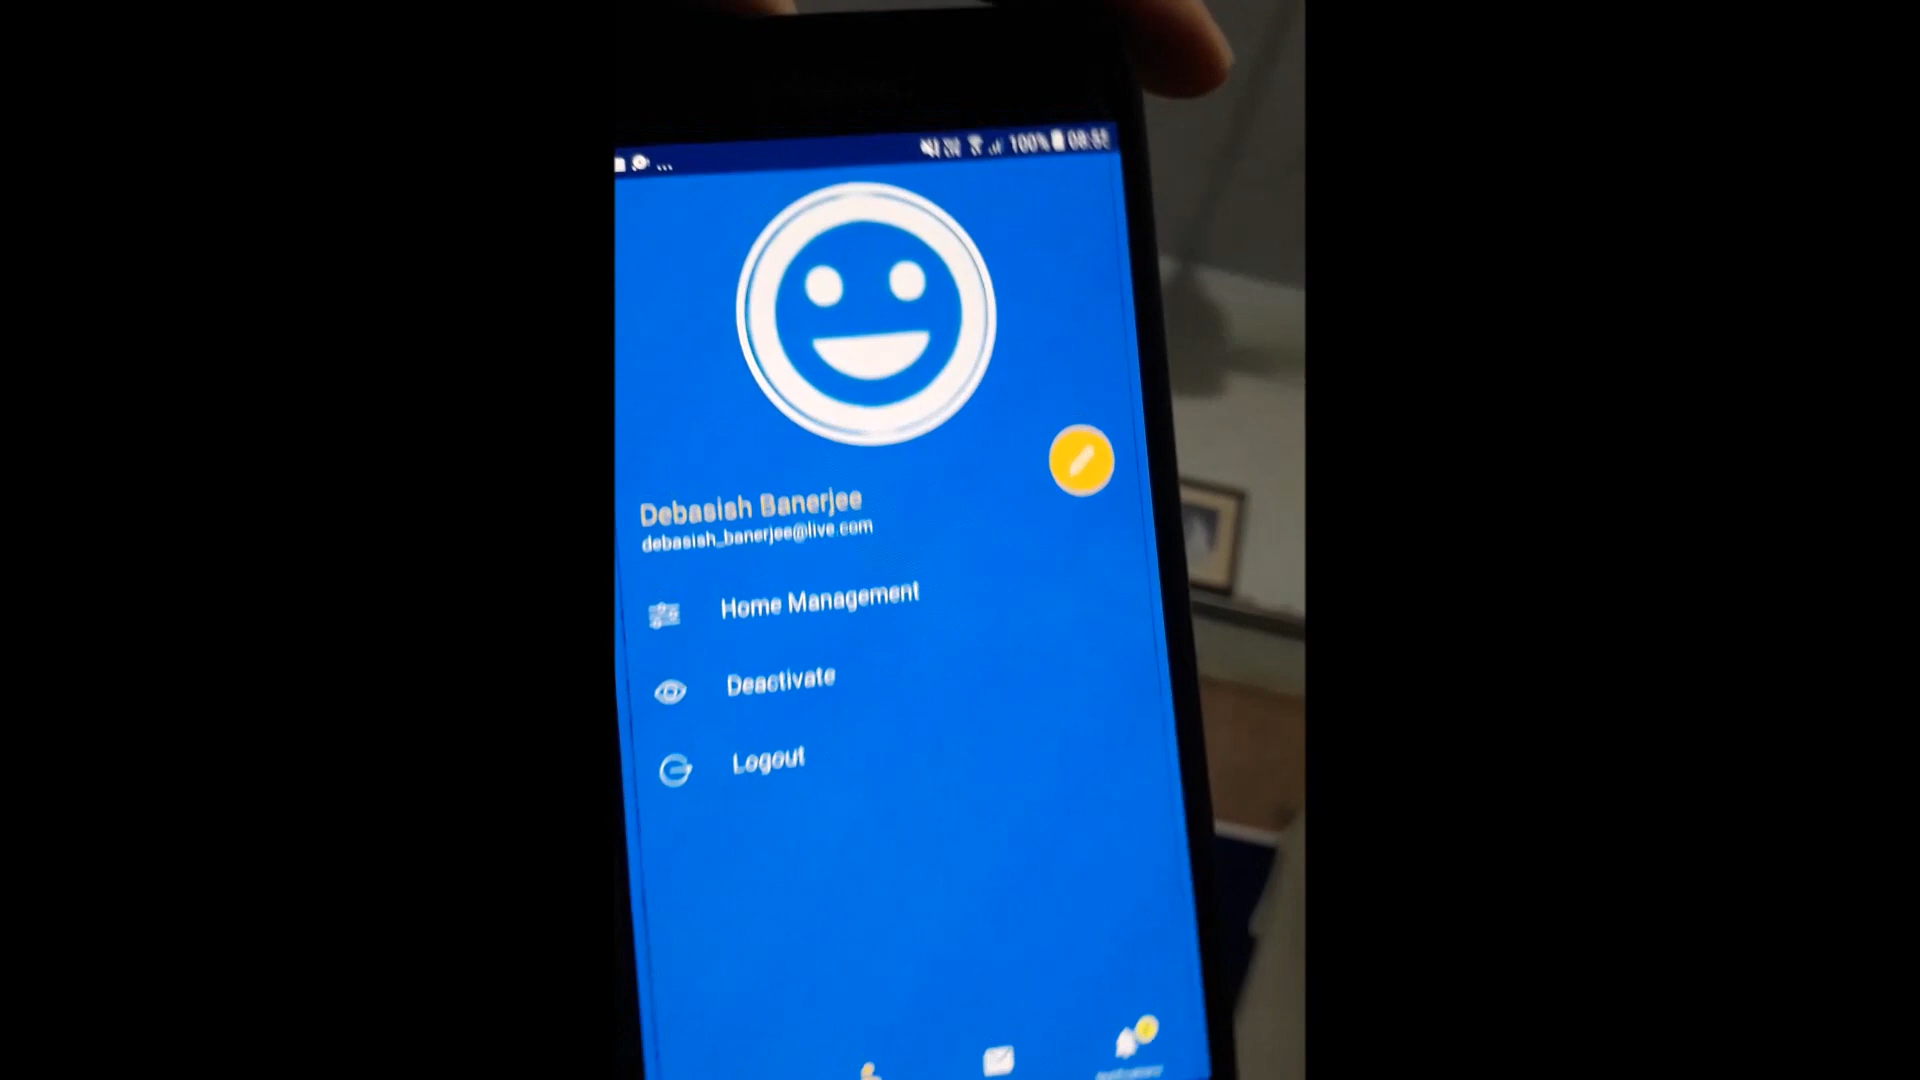 ... 100% 08:55
Debasish Banerjee
debasish_banerjee@live.com
Home Management
Deactivate
Logout